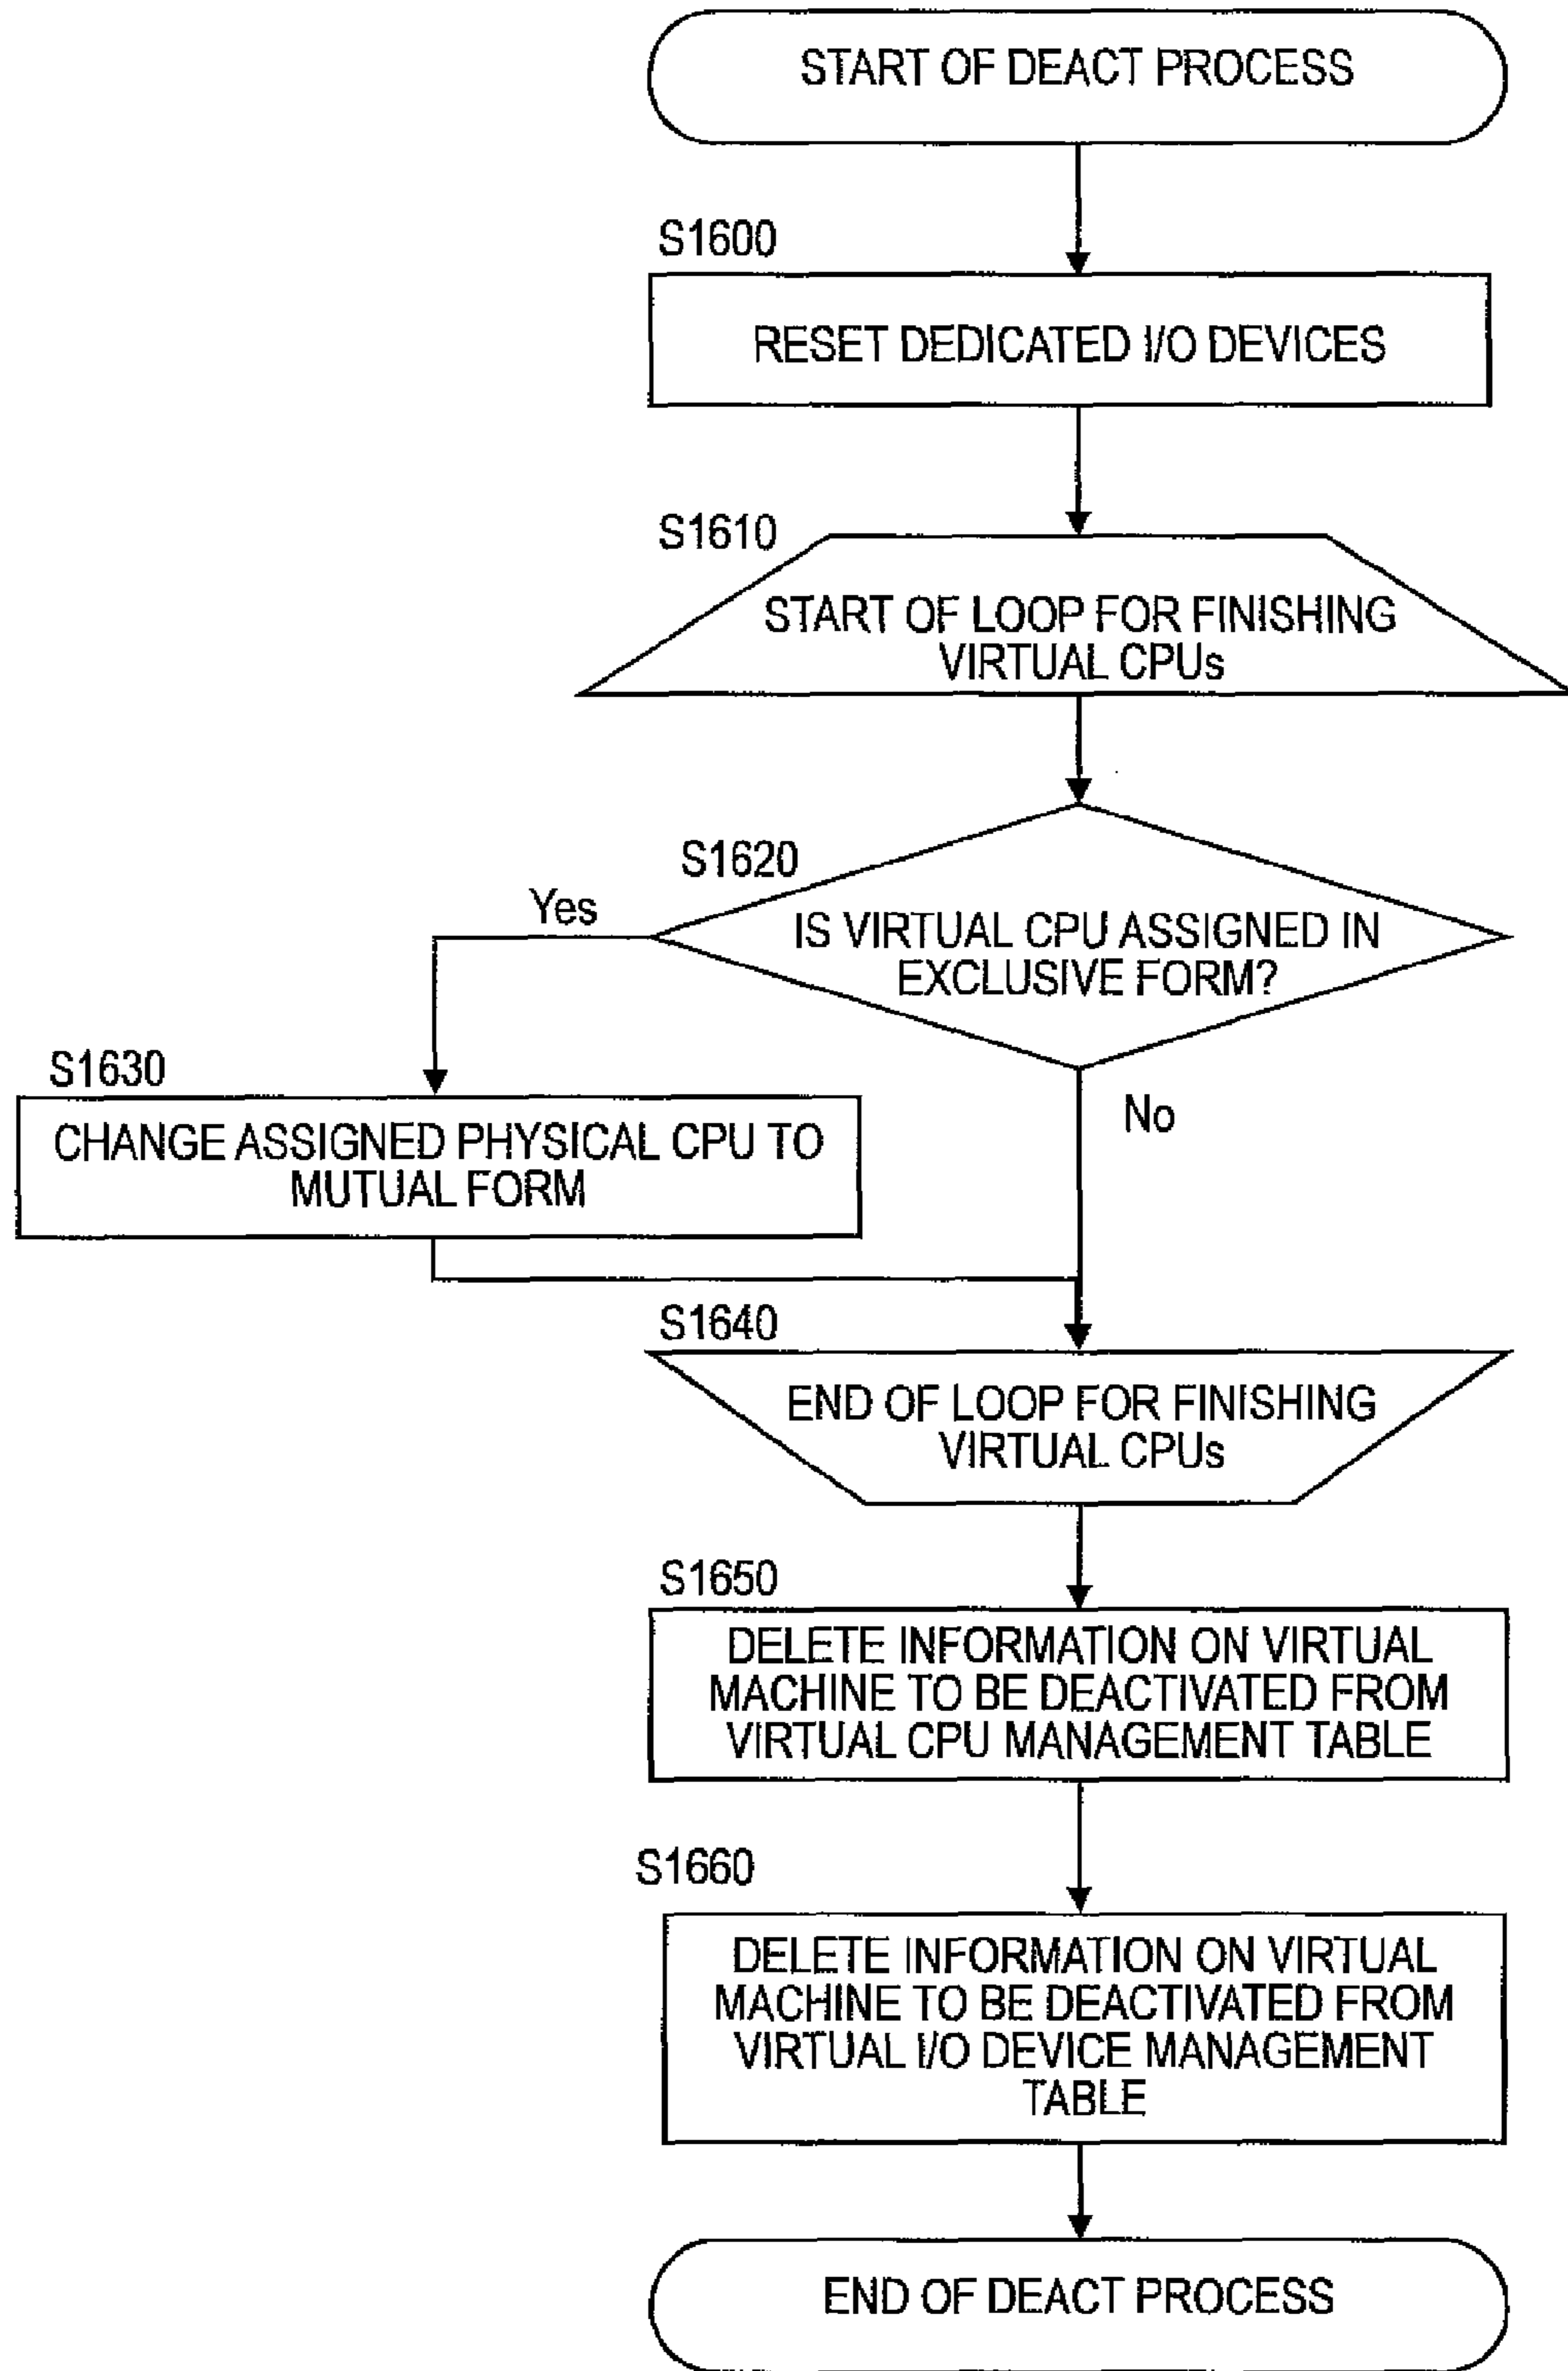 START OF DEACT PROCESS
S1600
RESET DEDICATED I/O DEVICES
S1610
START OF LOOP FOR FINISHING
VIRTUAL CPUs
S1620
Yes
IS VIRTUAL CPU ASSIGNED IN
EXCLUSIVE FORM?
S1630
No
CHANGE ASSIGNED PHYSICAL CPU TO
MUTUAL FORM
S1640
END OF LOOP FOR FINISHING
VIRTUAL CPUs
S1650
DELETE INFORMATION ON VIRTUAL
MACHINE TO BE DEACTIVATED FROM
VIRTUAL CPU MANAGEMENT TABLE
S1660
DELETE INFORMATION ON VIRTUAL
MACHINE TO BE DEACTIVATED FROM
VIRTUAL I/O DEVICE MANAGEMENT
TABLE
END OF DEACT PROCESS